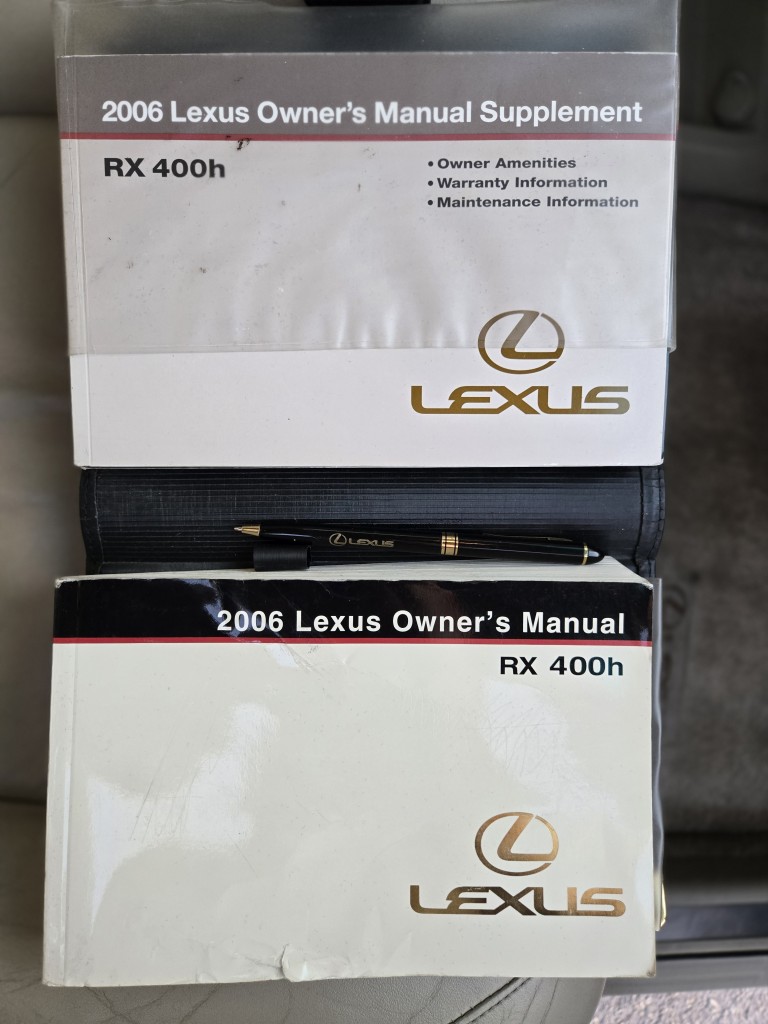 2006 Lexus Owner's Manual Supplement
RX 400h
• Owner Amenities
• Warranty Information
• Maintenance Information
LEXUS
LEXUS
2006 Lexus Owner's Manual
RX 400h
LEXUS